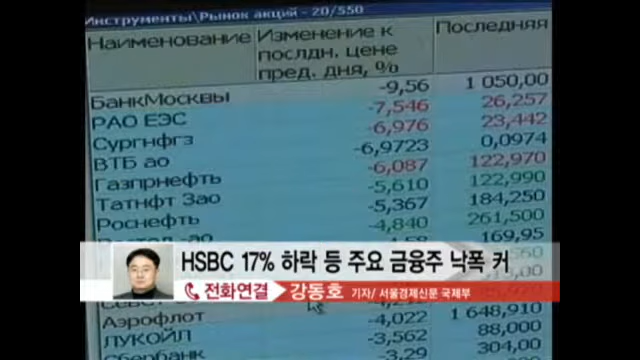 Инструменты\Рынок акций - 20/550
Наименование Изменение к послдн. цене пред. дня, % Последняя
БанкМосквы -9,56 1 050,00
РАО ЕЭС -7,546 26,257
Сургнфгз -6,976 23,442
ВТБ ао -6,9723 0,0974
Газпрнефть -6,087 122,970
Татнфт 3ао -5,610 122,990
Роснефть -5,367 184,250
-4,840 261,500
169,95
HSBC 17% 하락 등 주요 금융주 낙폭 커
전화연결 강동호 기자/ 서울경제신문 국제부
Аэрофлот -4,022 1 648,910
ЛУКОЙЛ -3,562 88,000
Сбербанк -3,29 304,00